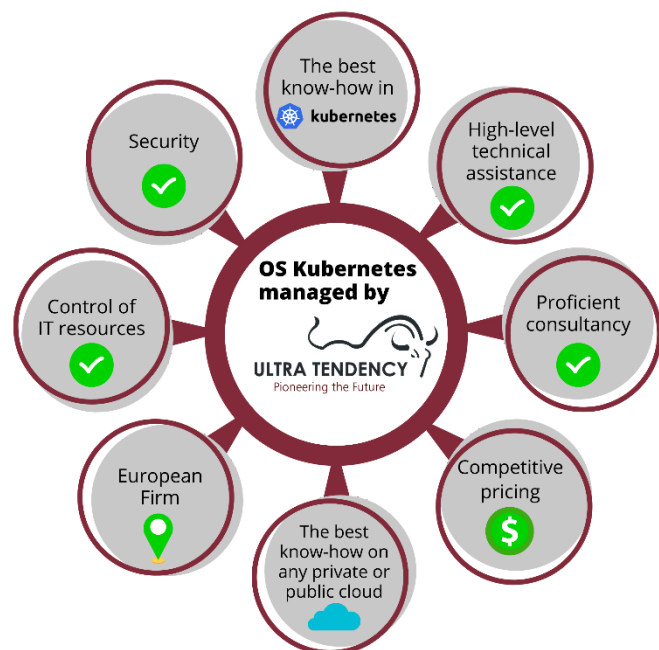 The best
know-how in
kubernetes
High-level
technical
assistance
Proficient
consultancy
Competitive
pricing
$
The best
know-how on
any private or
public cloud
European
Firm
Control of
IT resources
Security
OS Kubernetes
managed by
ULTRA TENDENCY
Pioneering the Future